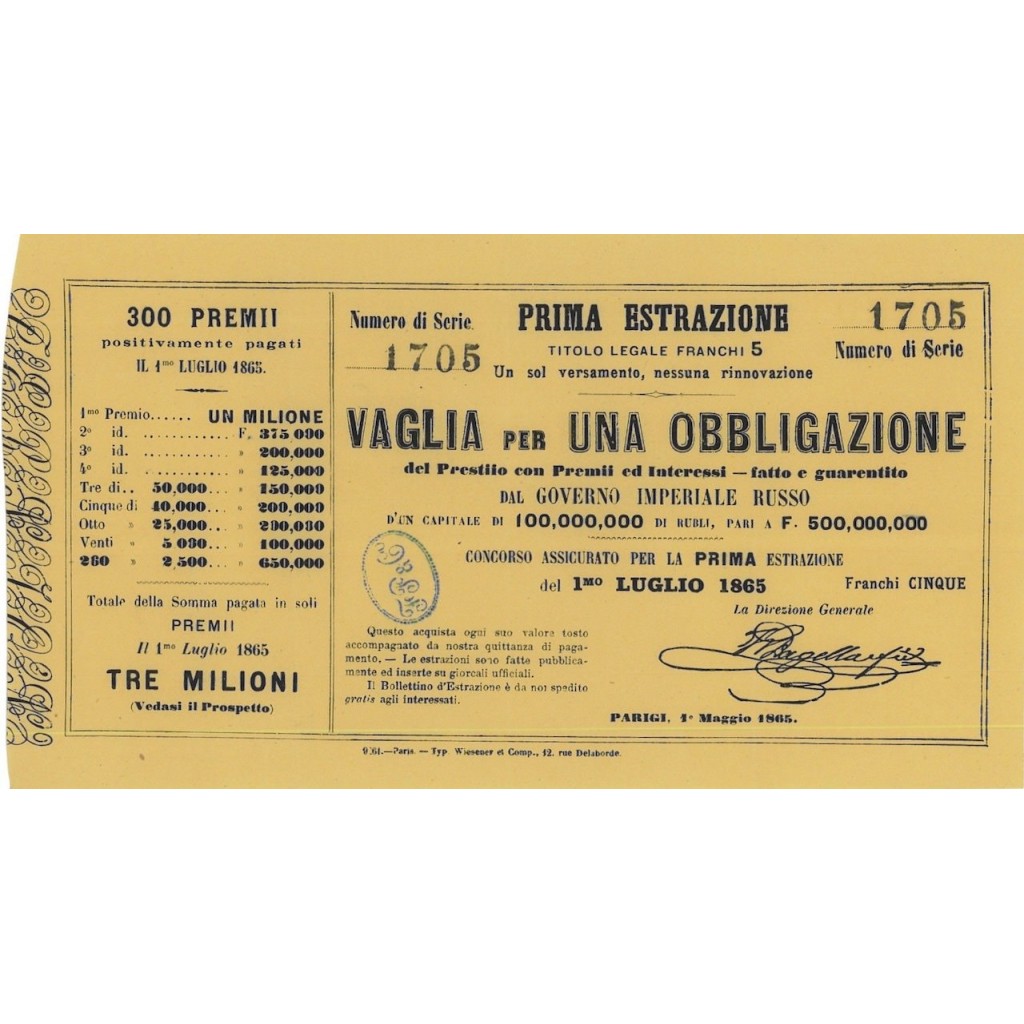 300 PREMII
positivamente pagati
IL 1mo LUGLIO 1865.
1mo Premio...... UN MILIONE
2o id. ............ F. 375 000
3o id. ............ » 200,000
4o id. ............ » 125,000
Tre di.. 50,000... » 150,000
Cinque di 40,000... » 200,000
Otto » 25,000... » 200,000
Venti » 5 000... » 100,000
260 » 2,500... » 650,000
Totale della Somma pagata in soli
PREMII
Il 1mo Luglio 1865
TRE MILIONI
(Vedasi il Prospetto)
Numero di Serie
1705
PRIMA ESTRAZIONE
TITOLO LEGALE FRANCHI 5
Un sol versamento, nessuna rinnovazione
1705
Numero di Serie
VAGLIA PER UNA OBBLIGAZIONE
del Prestito con Premii ed Interessi — fatto e guarentito
DAL GOVERNO IMPERIALE RUSSO
D'UN CAPITALE DI 100,000,000 DI RUBLI, PARI A F. 500,000,000
CONCORSO ASSICURATO PER LA PRIMA ESTRAZIONE
del 1mo LUGLIO 1865 Franchi CINQUE
La Direzione Generale
Questo acquista ogni suo valore tosto
accompagnato da nostra quittanza di paga-
mento. — Le estrazioni sono fatte pubblica-
mente ed inserte su giorcali ufficiali.
Il Bollettino d'Estrazione è da noi spedito
gratis agli interessati.
PARIGI, 1o Maggio 1865.
9061.—Paris. — Typ Wiesener et Comp., 12. rue Delaborde.